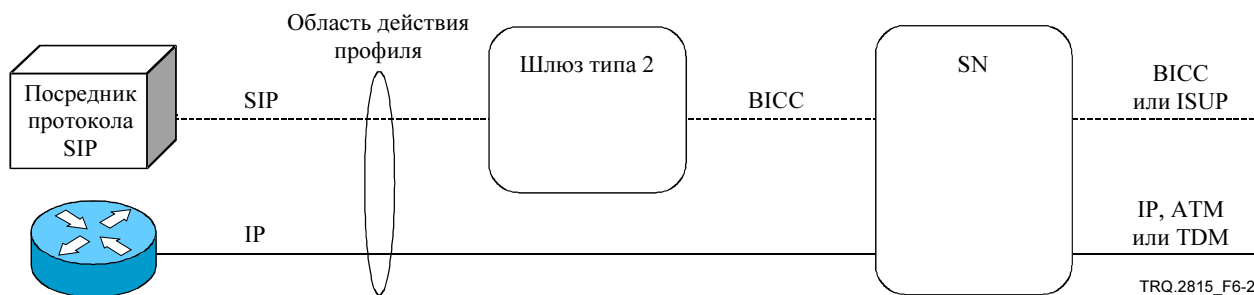 Область действия
профиля
Посредник
протокола
SIP
SIP
Шлюз типа 2
BICC
SN
BICC
или ISUP
IP
IP, ATM
или TDM
TRQ.2815_F6-2